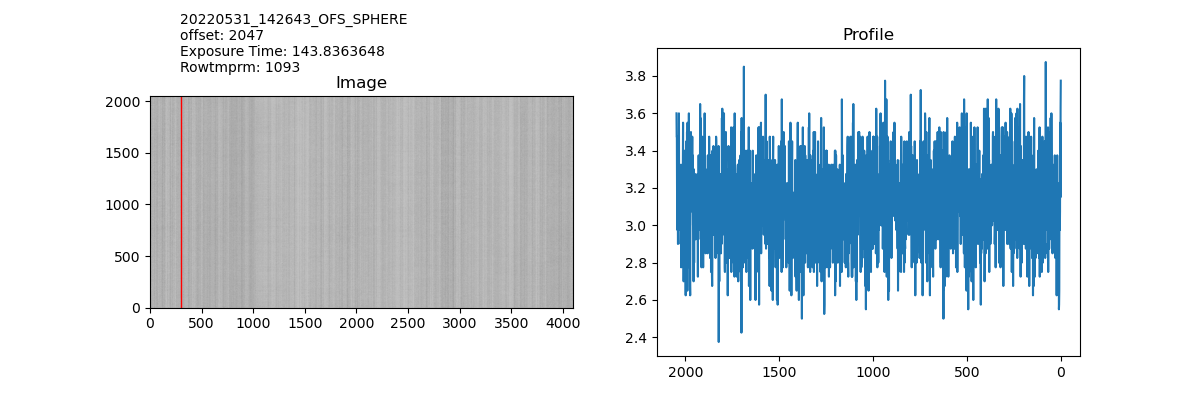 20220531_142643_OFS_SPHERE
offset: 2047
Exposure Time: 143.8363648
Rowtmprm: 1093
Image
2000
1500
1000
500
0
0 500 1000 1500 2000 2500 3000 3500 4000
Profile
3.8
3.6
3.4
3.2
3.0
2.8
2.6
2.4
2000 1500 1000 500 0